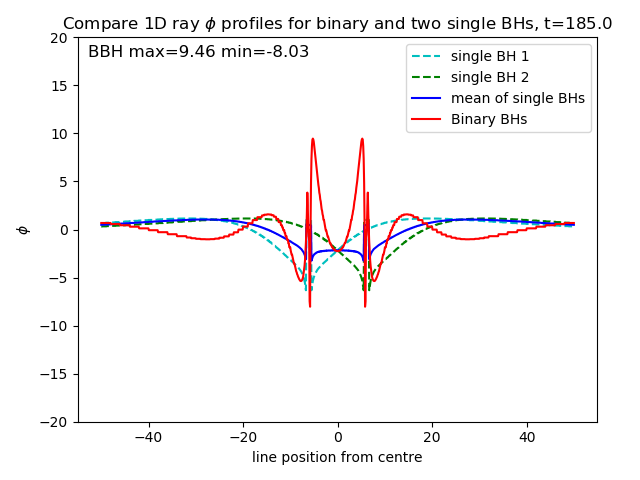 Compare 1D ray ϕ profiles for binary and two single BHs, t=185.0
BBH max=9.46 min=-8.03
single BH 1
single BH 2
mean of single BHs
Binary BHs
20
15
10
5
0
−5
−10
−15
−20
ϕ
−40 −20 0 20 40
line position from centre